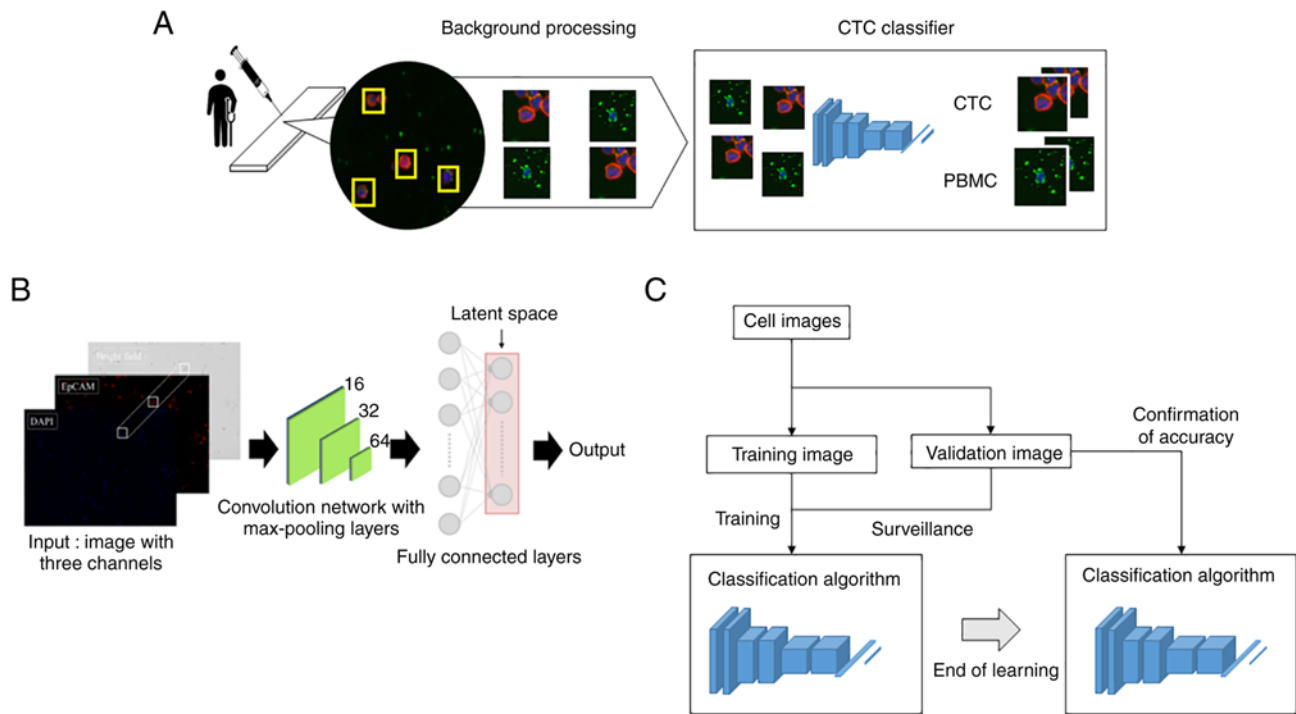 A
Background processing
CTC classifier
CTC
PBMC
B
Bright field
EpCAM
DAPI
Input : image with
three channels
16
32
64
Convolution network with
max-pooling layers
Latent space
Fully connected layers
Output
C
Cell images
Training image
Validation image
Confirmation
of accuracy
Training
Surveillance
Classification algorithm
End of learning
Classification algorithm